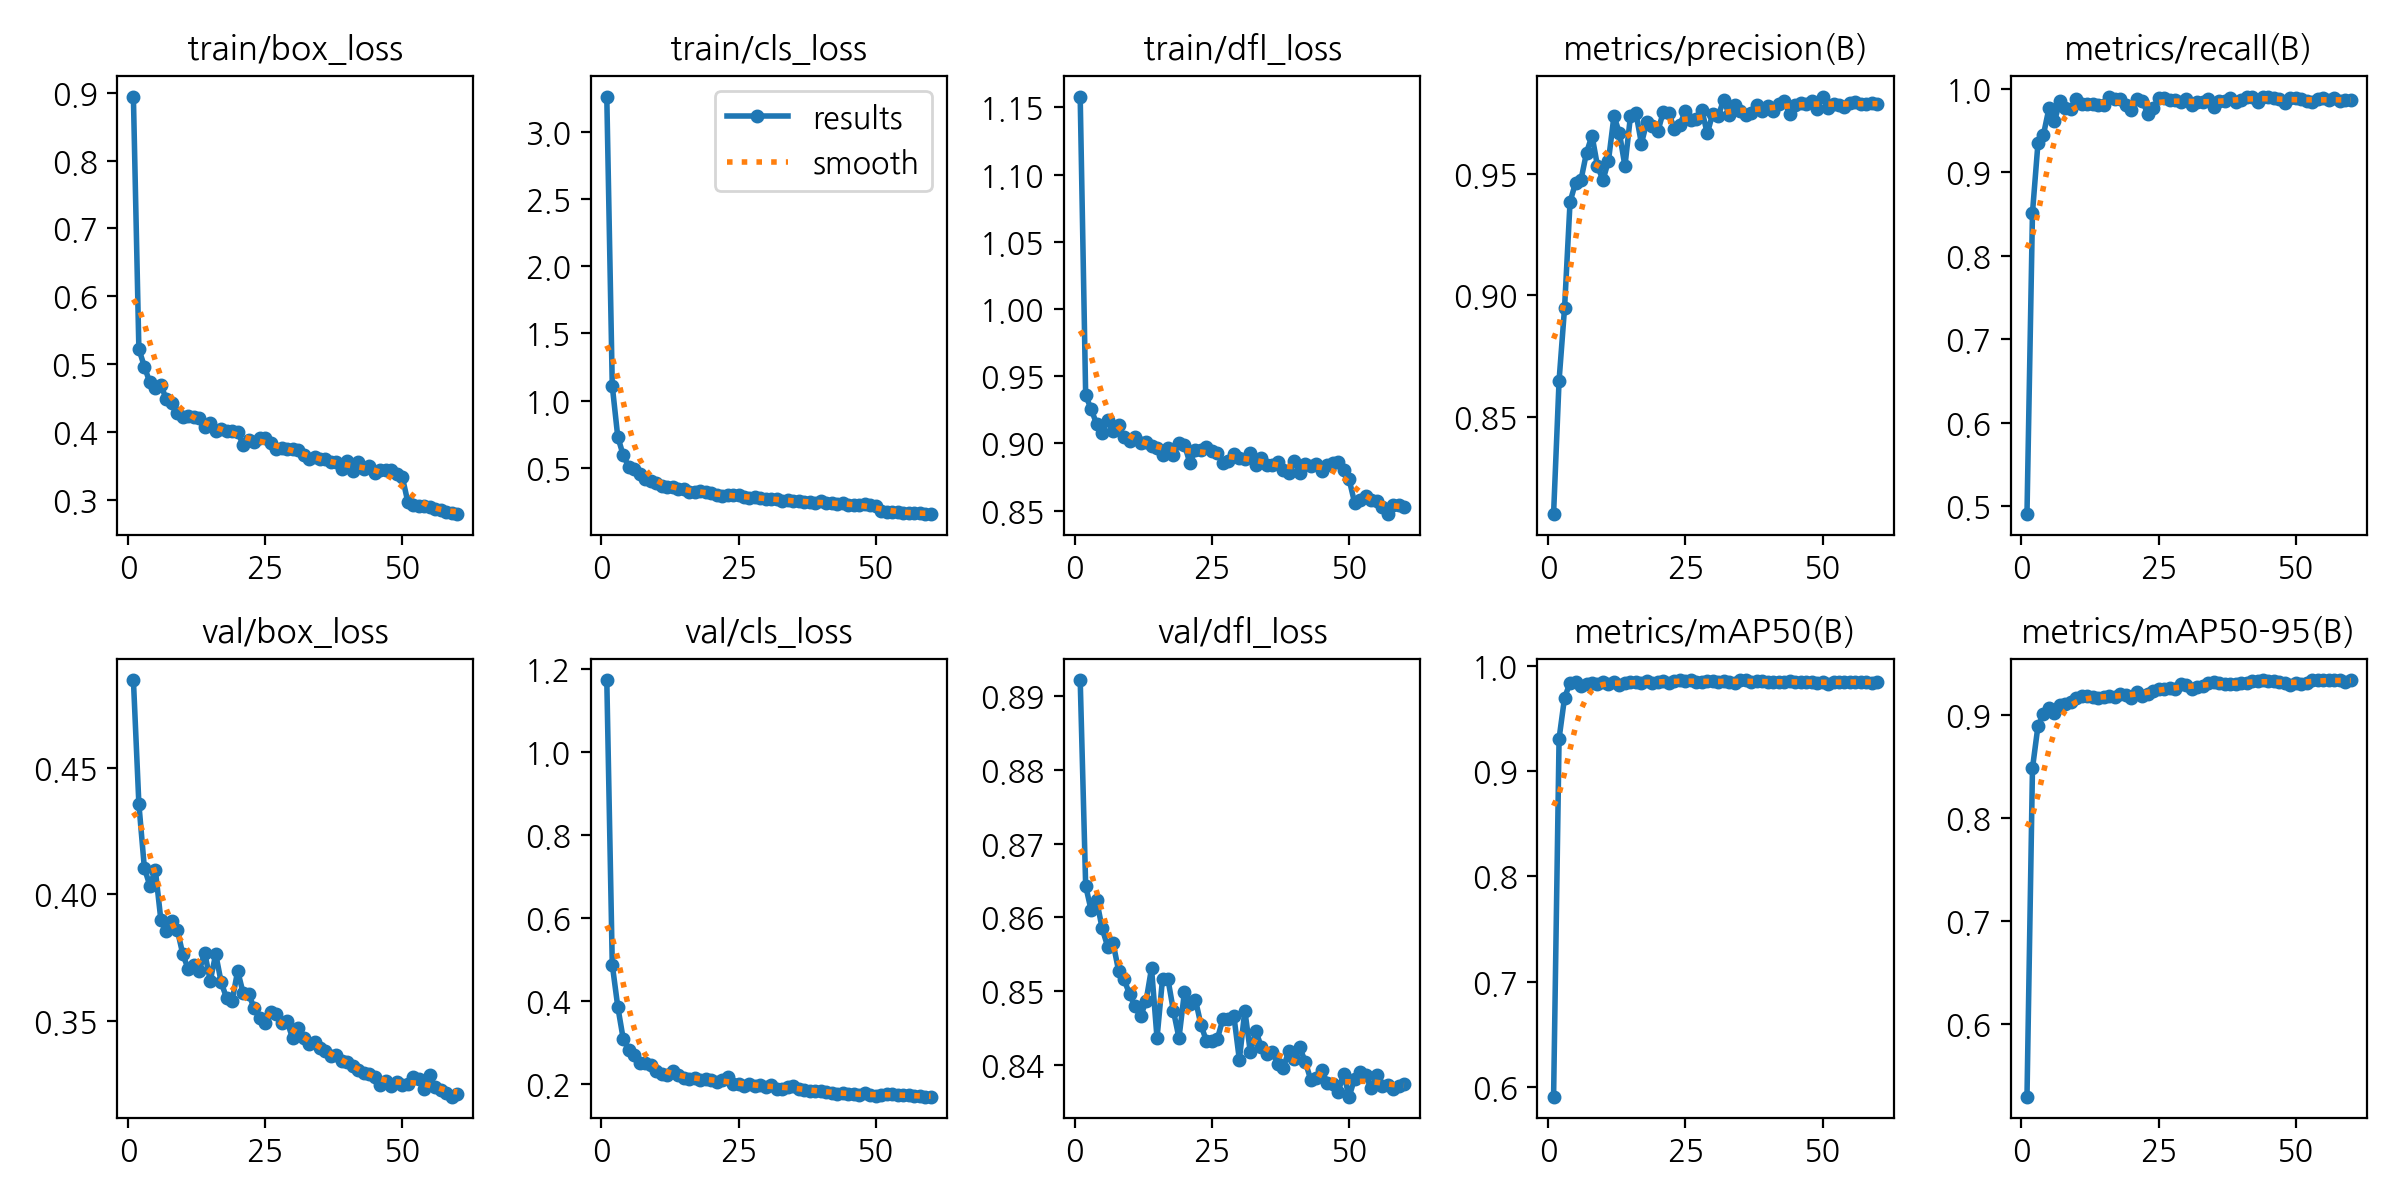 train/box_loss
0.9
0.8
0.7
0.6
0.5
0.4
0.3
0 25 50
train/cls_loss
results
smooth
3.0
2.5
2.0
1.5
1.0
0.5
0 25 50
train/dfl_loss
1.15
1.10
1.05
1.00
0.95
0.90
0.85
0 25 50
metrics/precision(B)
0.95
0.90
0.85
0 25 50
metrics/recall(B)
1.0
0.9
0.8
0.7
0.6
0.5
0 25 50
val/box_loss
0.45
0.40
0.35
0 25 50
val/cls_loss
1.2
1.0
0.8
0.6
0.4
0.2
0 25 50
val/dfl_loss
0.89
0.88
0.87
0.86
0.85
0.84
0 25 50
metrics/mAP50(B)
1.0
0.9
0.8
0.7
0.6
0 25 50
metrics/mAP50-95(B)
0.9
0.8
0.7
0.6
0 25 50